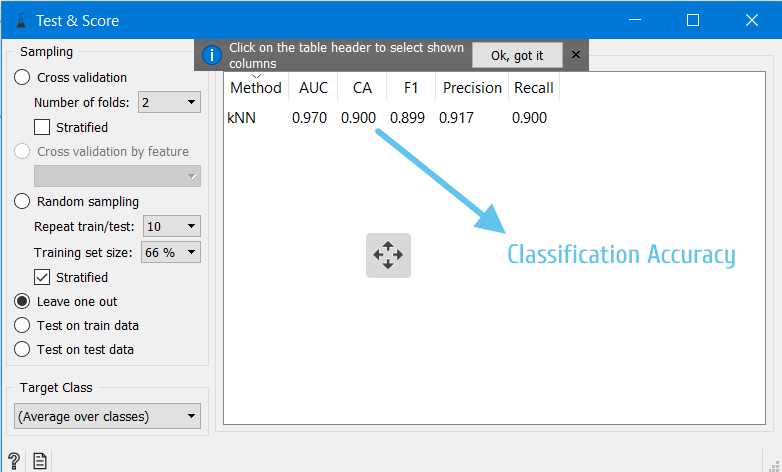 Test & Score
Sampling
Cross validation
Number of folds: 2
Stratified
Cross validation by feature
Random sampling
Repeat train/test: 10
Training set size: 66 %
Stratified
Leave one out
Test on train data
Test on test data
Target Class
(Average over classes)
Click on the table header to select shown
columns
Ok, got it
Method AUC CA F1 Precision Recall
kNN 0.970 0.900 0.899 0.917 0.900
Classification Accuracy